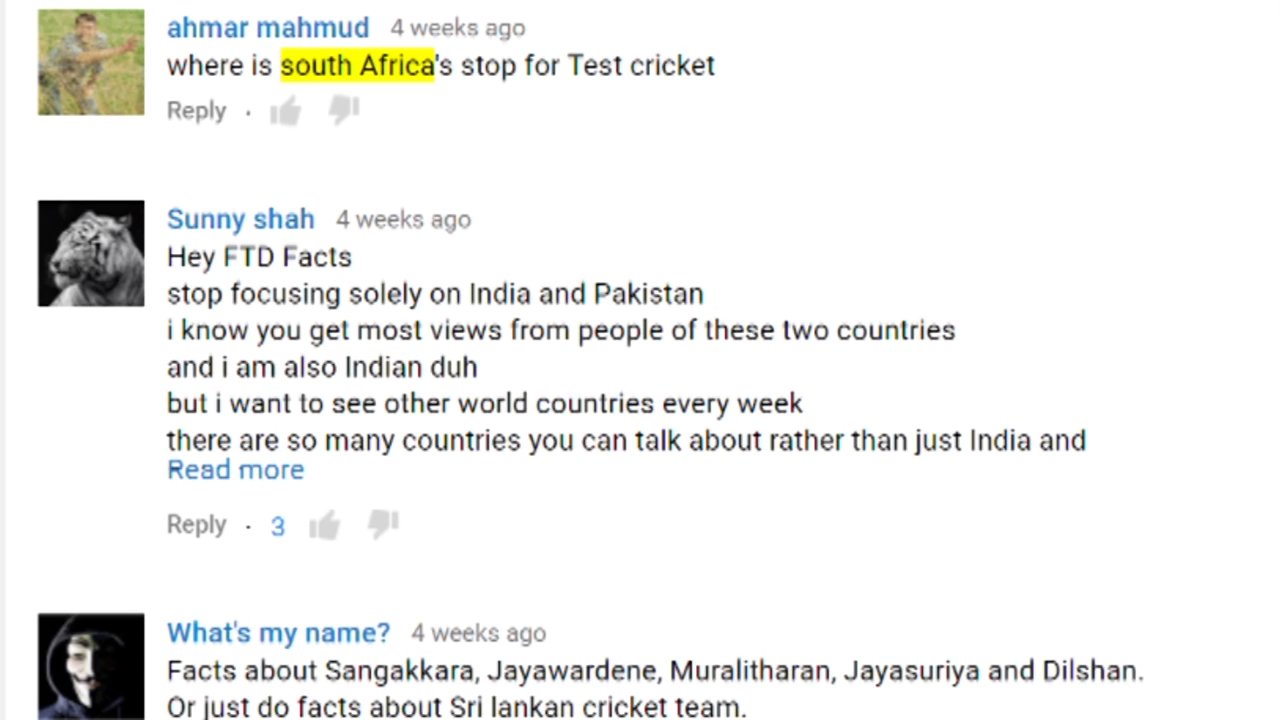 ahmar mahmud 4 weeks ago
where is south Africa's stop for Test cricket
Reply ·
Sunny shah 4 weeks ago
Hey FTD Facts
stop focusing solely on India and Pakistan
i know you get most views from people of these two countries
and i am also Indian duh
but i want to see other world countries every week
there are so many countries you can talk about rather than just India and
Read more
Reply · 3
What's my name? 4 weeks ago
Facts about Sangakkara, Jayawardene, Muralitharan, Jayasuriya and Dilshan.
Or just do facts about Sri lankan cricket team.